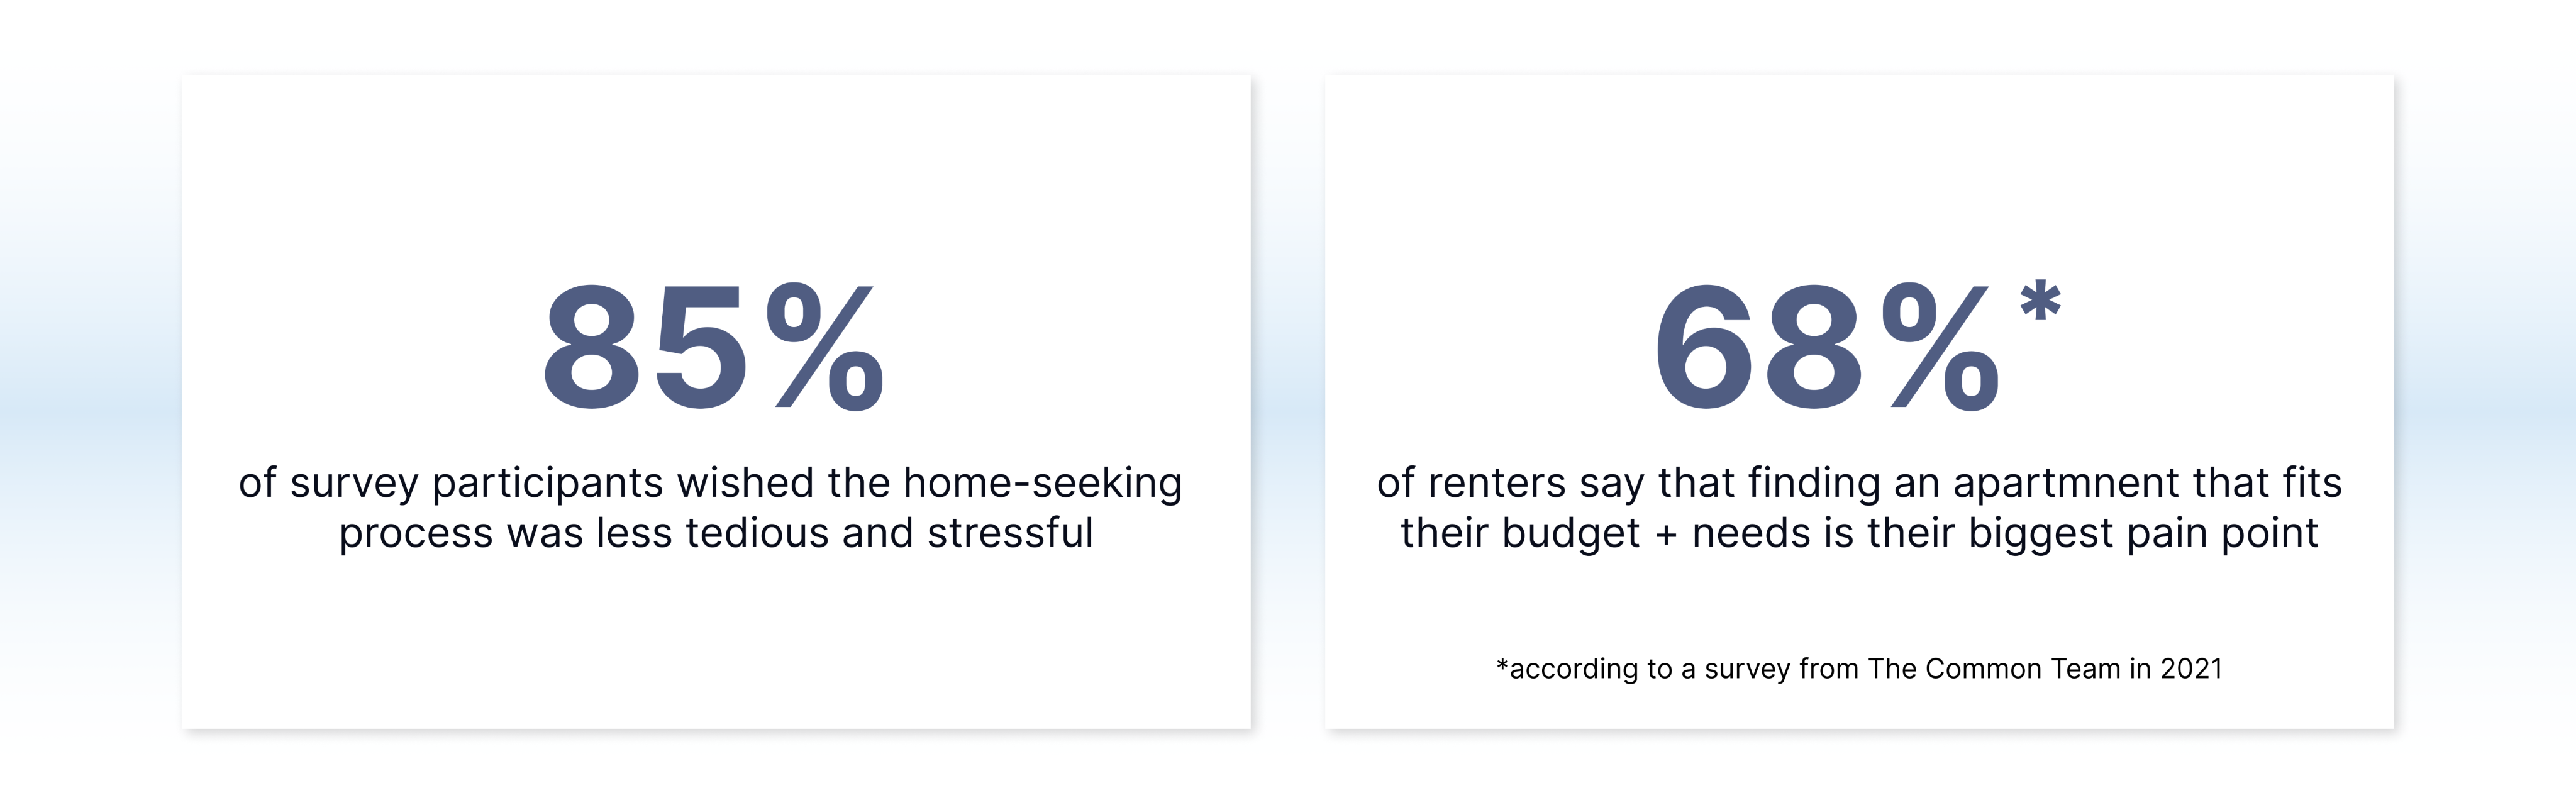 85%
of survey participants wished the home-seeking
process was less tedious and stressful
68%*
of renters say that finding an apartmnent that fits
their budget + needs is their biggest pain point
*according to a survey from The Common Team in 2021